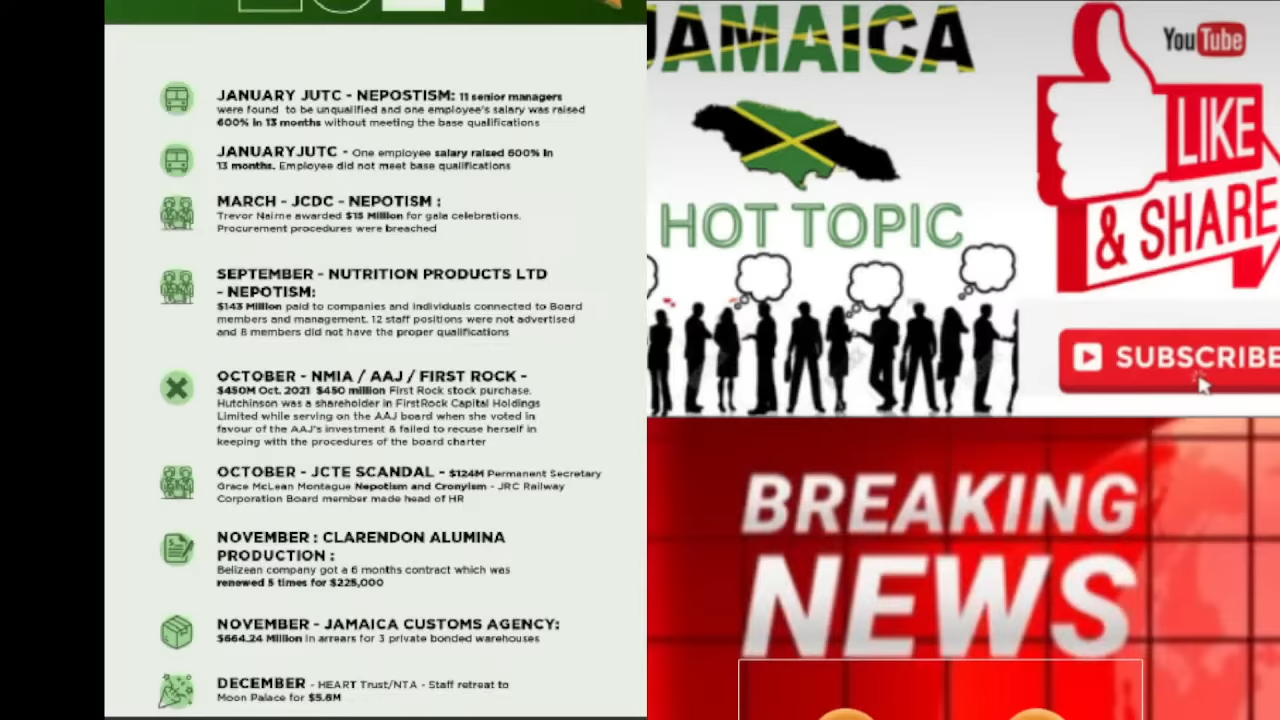 JANUARY JUTC - NEPOSTISM: 11 senior managers
were found to be unqualified and one employee's salary was raised
600% in 13 months without meeting the base qualifications
JANUARYJUTC - One employee salary raised 600% in
13 months. Employee did not meet base qualifications
MARCH - JCDC - NEPOTISM :
Trevor Nairne awarded $15 Million for gala celebrations.
Procurement procedures were breached
SEPTEMBER - NUTRITION PRODUCTS LTD
- NEPOTISM:
$143 Million paid to companies and individuals connected to Board
members and management. 12 staff positions were not advertised
and 8 members did not have the proper qualifications
OCTOBER - NMIA / AAJ / FIRST ROCK -
$450M Oct. 2021 $450 million First Rock stock purchase.
Hutchinson was a shareholder in FirstRock Capital Holdings
Limited while serving on the AAJ board when she voted in
favour of the AAJ's investment & failed to recuse herself in
keeping with the procedures of the board charter
OCTOBER - JCTE SCANDAL - $124M Permanent Secretary
Grace McLean Montague Nepotism and Cronyism - JRC Railway
Corporation Board member made head of HR
NOVEMBER : CLARENDON ALUMINA
PRODUCTION :
Belizean company got a 6 months contract which was
renewed 5 times for $225,000
NOVEMBER - JAMAICA CUSTOMS AGENCY:
$664.24 Million in arrears for 3 private bonded warehouses
DECEMBER - HEART Trust/NTA - Staff retreat to
Moon Palace for $5.6M
JAMAICA
HOT TOPIC
YouTube
LIKE
& SHARE
SUBSCRIBE
BREAKING
NEWS